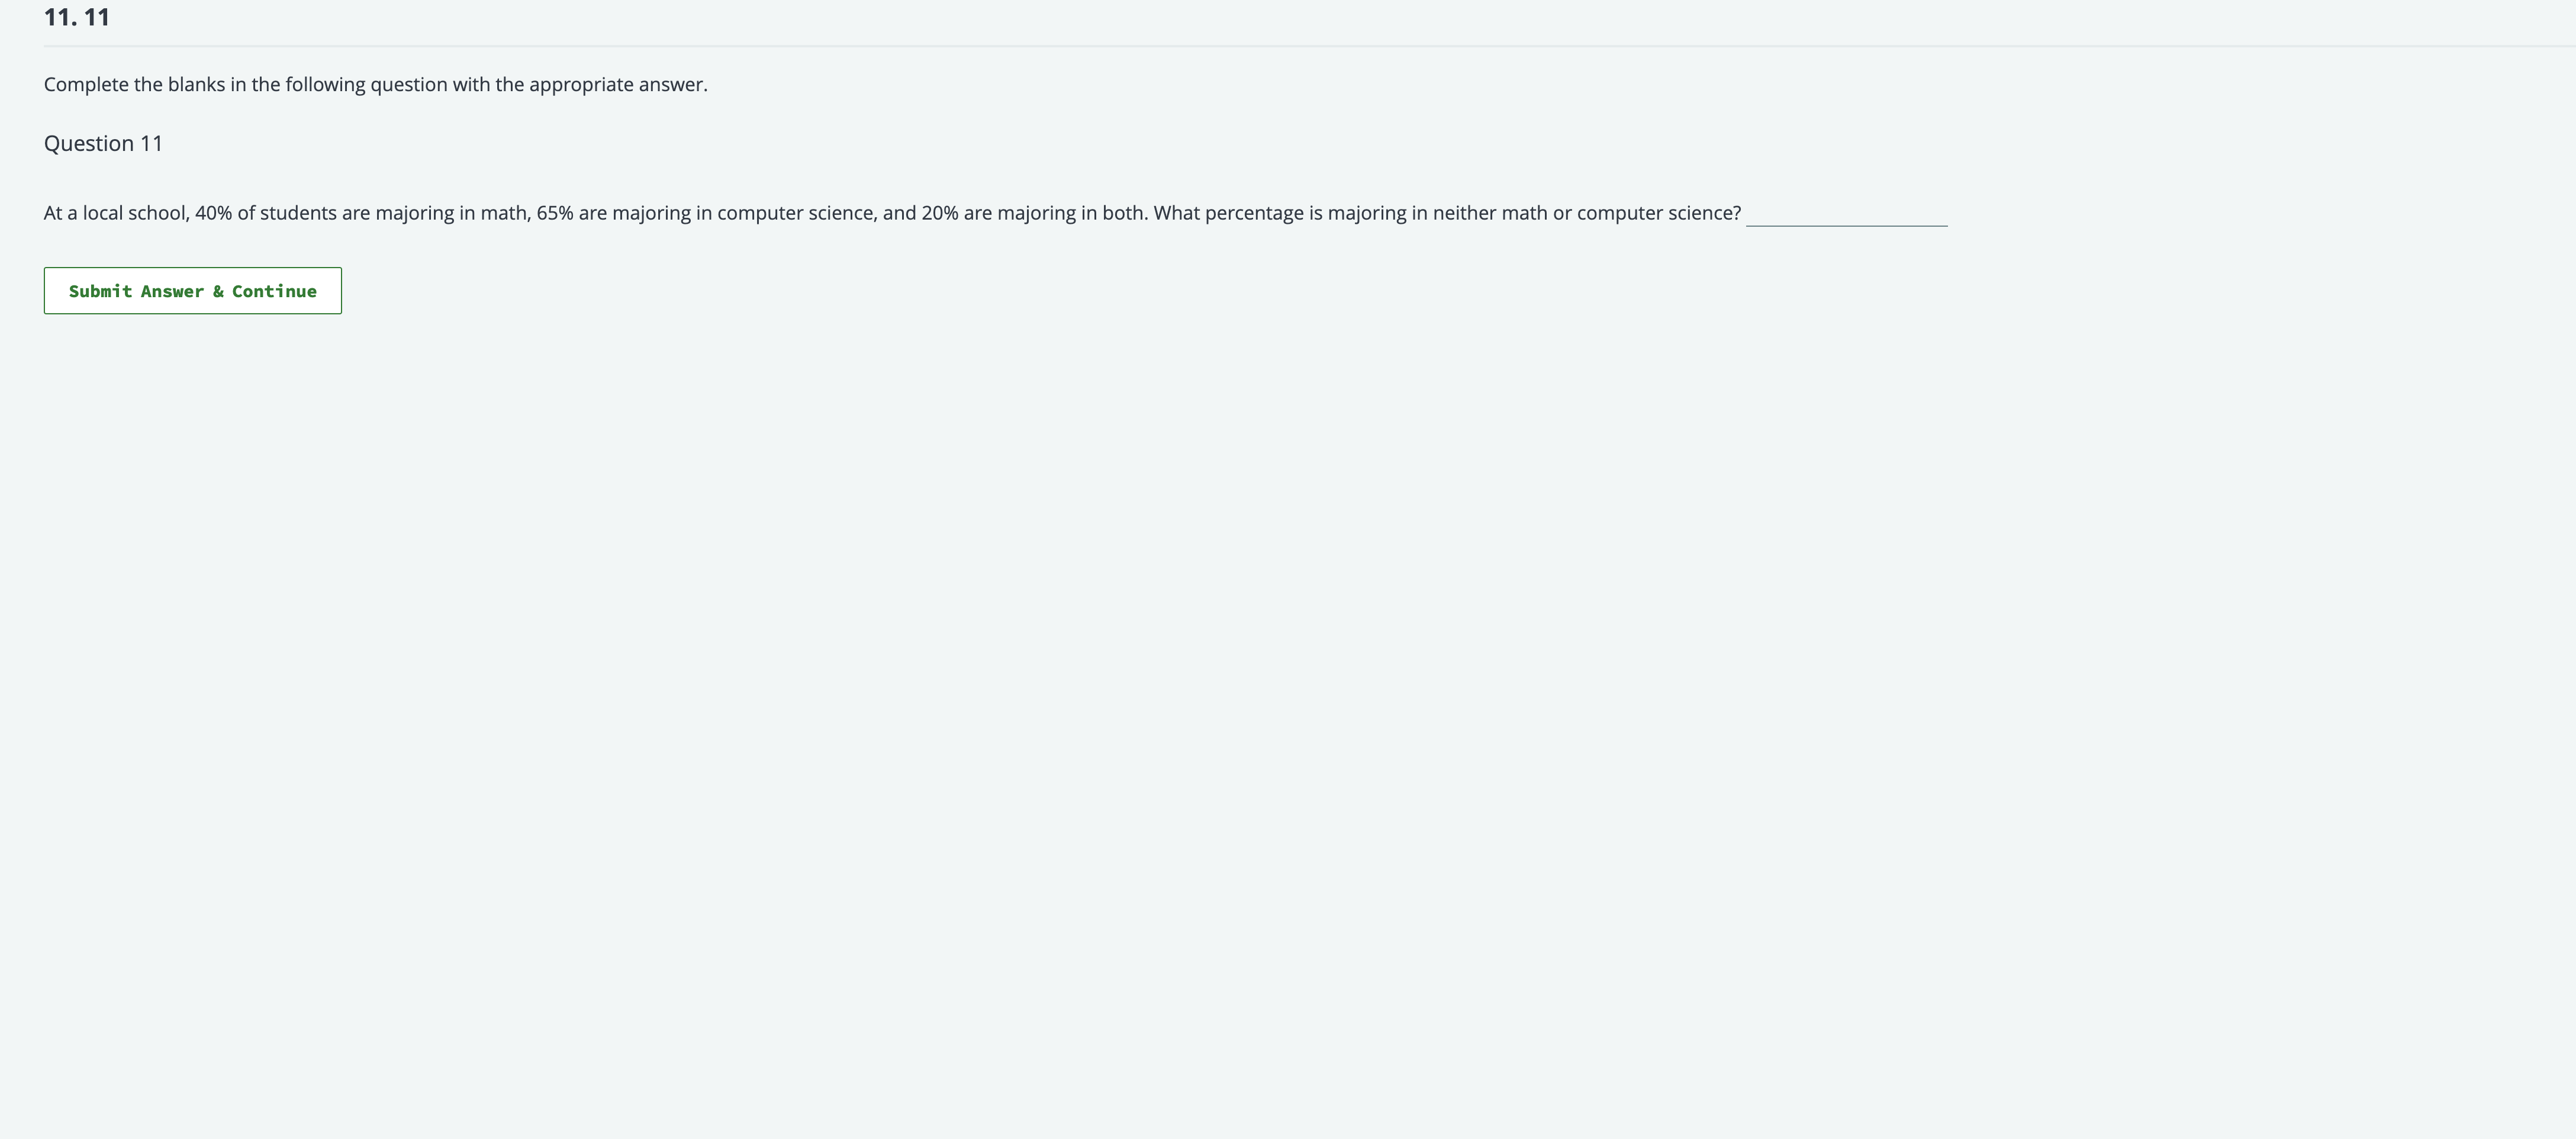 11. 11
Complete the blanks in the following question with the appropriate answer.
Question 11
At a local school, 40% of students are majoring in math, 65% are majoring in computer science, and 20% are majoring in both. What percentage is majoring in neither math or computer science?
Submit Answer & Continue